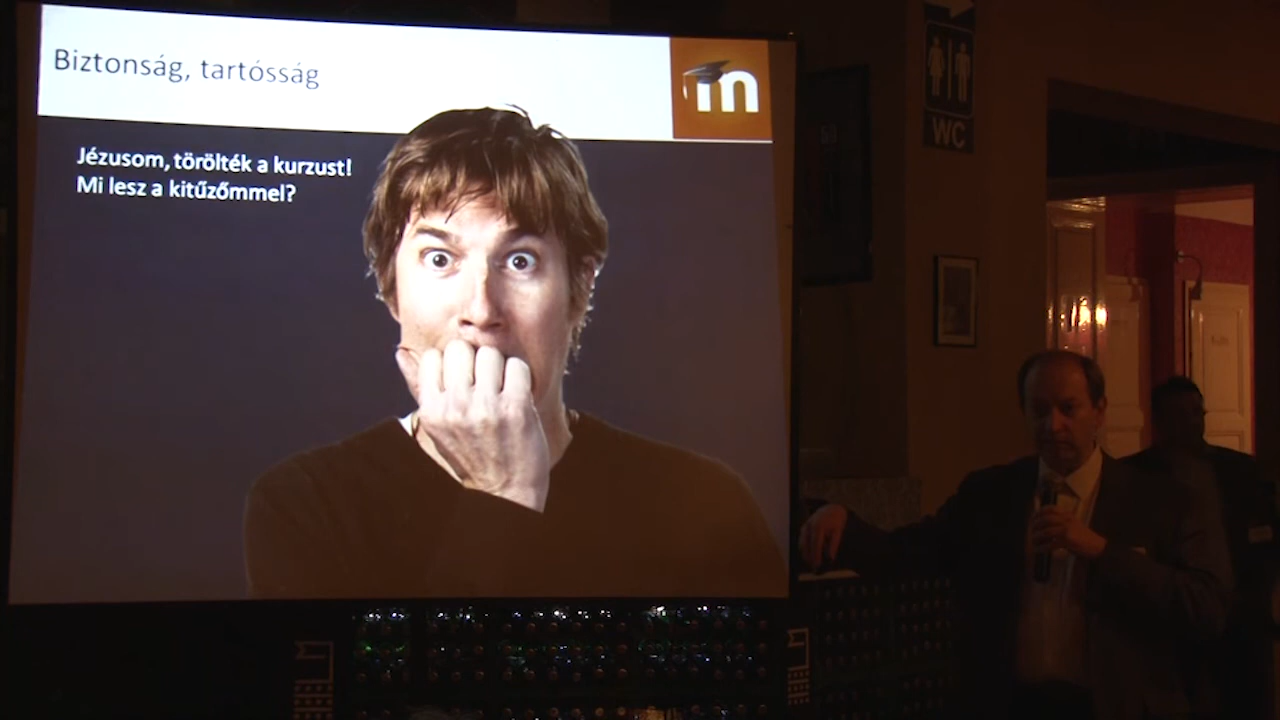 Biztonság, tartósság
m
Jézusom, törölték a kurzust!
Mi lesz a kitűzőmmel?
WC